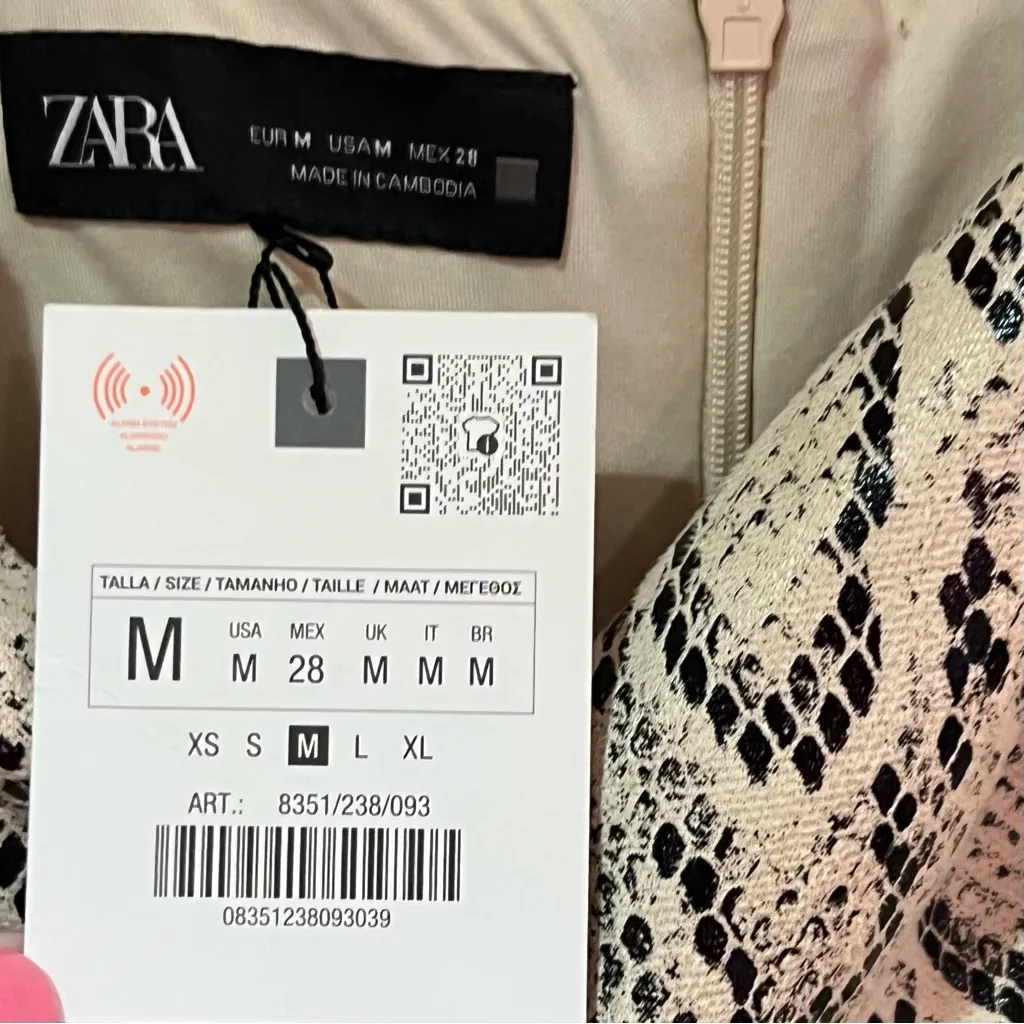 ZARA
EUR M USA M MEX 28
MADE IN CAMBODIA
TALLA / SIZE / TAMANHO / TAILLE / MAAT / ΜΕΓΕΘΟΣ
M
USA MEX UK IT BR
M 28 M M M
XS S M L XL
ART.: 8351/238/093
08351238093039